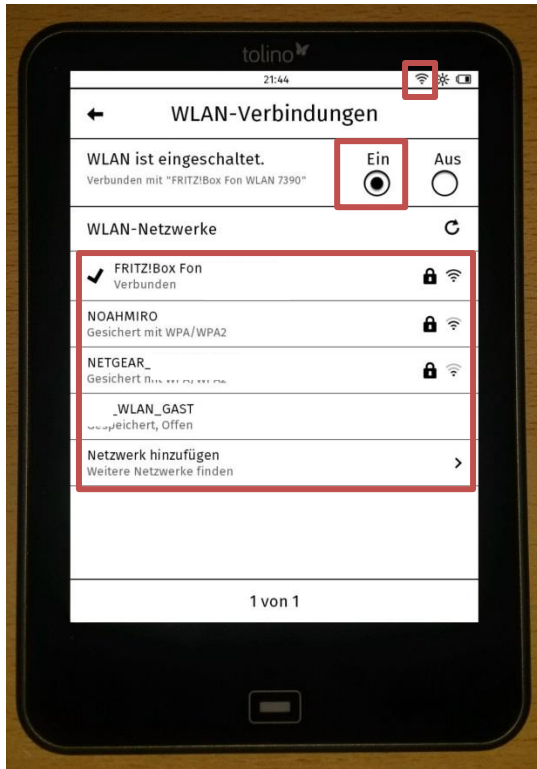 tolino
21:44
WLAN-Verbindungen
WLAN ist eingeschaltet.
Ein
Aus
Verbunden mit "FRITZ!Box Fon WLAN 7390"
WLAN-Netzwerke
FRITZ!Box Fon
Verbunden
NOAHMIRO
Gesichert mit WPA/WPA2
NETGEAR_
Gesichert
_WLAN_GAST
Offen
Netzwerk hinzufügen
Weitere Netzwerke finden
1 von 1